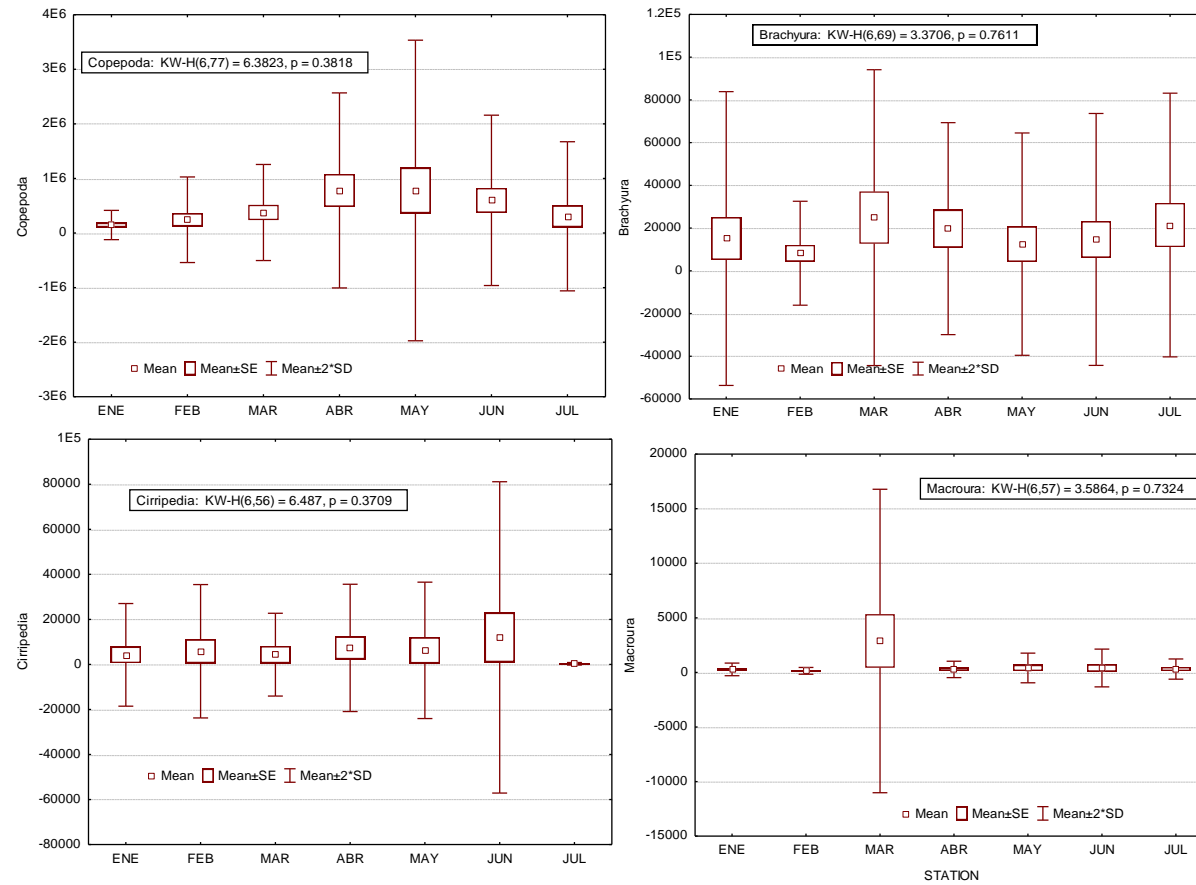 4E6
3E6
2E6
1E6
0
-1E6
-2E6
-3E6
Copepoda
Copepoda: KW-H(6,77) = 6.3823, p = 0.3818
Mean Mean±SE Mean±2*SD
ENE FEB MAR ABR MAY JUN JUL
1.2E5
1E5
80000
60000
40000
20000
0
-20000
-40000
-60000
Brachyura
Brachyura: KW-H(6,69) = 3.3706, p = 0.7611
Mean Mean±SE Mean±2*SD
ENE FEB MAR ABR MAY JUN JUL
1E5
80000
60000
40000
20000
0
-20000
-40000
-60000
-80000
Cirripedia
Cirripedia: KW-H(6,56) = 6.487, p = 0.3709
Mean Mean±SE Mean±2*SD
ENE FEB MAR ABR MAY JUN JUL
20000
15000
10000
5000
0
-5000
-10000
-15000
Macroura
Macroura: KW-H(6,57) = 3.5864, p = 0.7324
Mean Mean±SE Mean±2*SD
ENE FEB MAR ABR MAY JUN JUL
STATION